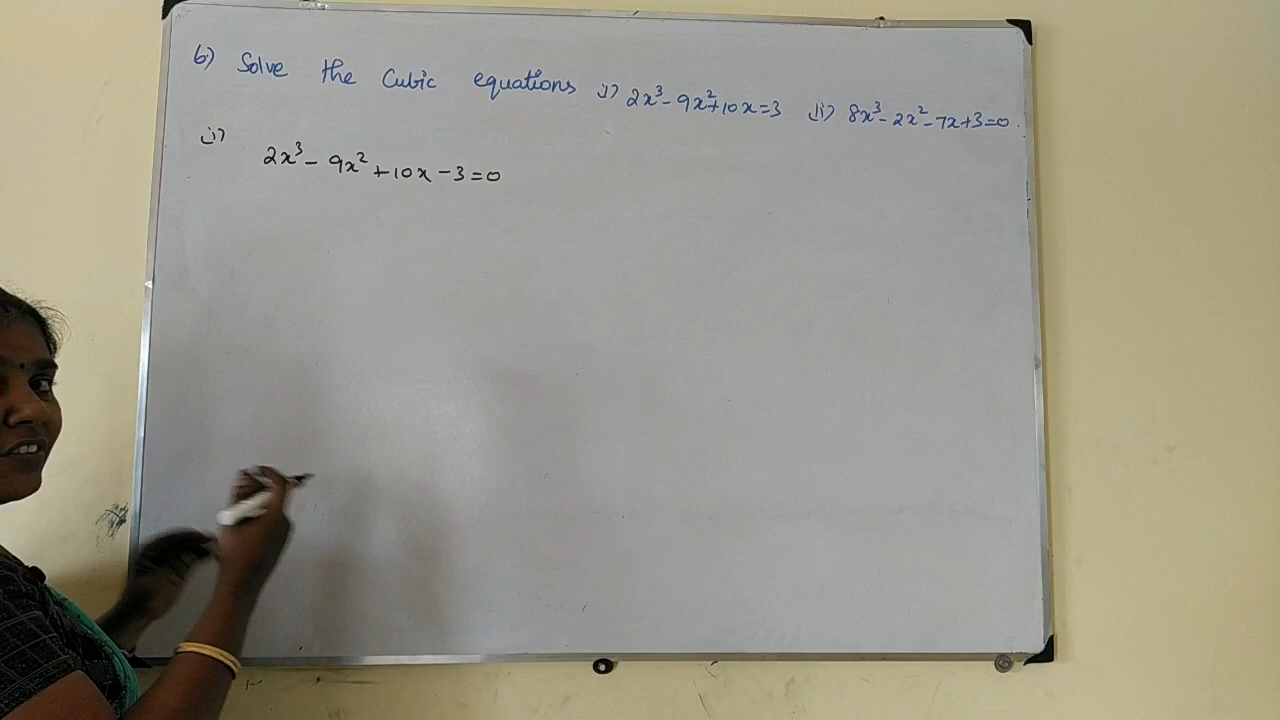 6) Solve the Cubic equations i) 2x³ - 9x² + 10x = 3 ii) 8x³ - 2x² - 7x + 3 = 0.
i)
2x³ - 9x² + 10x - 3 = 0